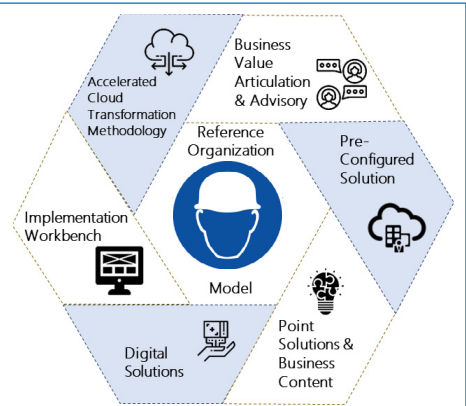 Accelerated
Cloud
Transformation
Methodology
Business
Value
Articulation
& Advisory
Reference
Organization
Model
Pre-
Configured
Solution
Implementation
Workbench
Point
Solutions &
Business
Content
Digital
Solutions